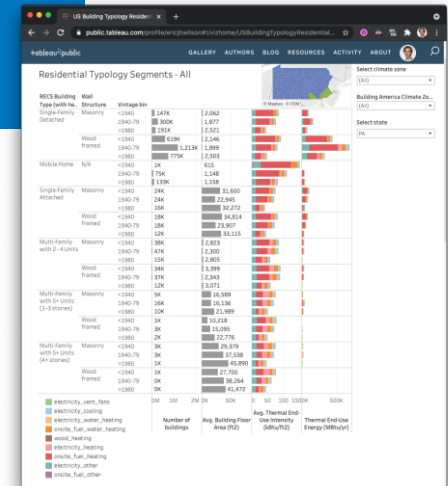 US Building Typology Residen
public.tableau.com/profile/eric/hwilson#!/vizhome/USBuildingTypologyResidential...
+ableau:public
GALLERY AUTHORS BLOG RESOURCES ACTIVITY ABOUT
Residential Typology Segments - All
© Mapbox © OSM
Select climate zone
(All)
Building America Climate Zo...
(All)
Select state
PA
RECS Building Type (with he.. Wall Structure Vintage bin
Single-Family Detached Masonry <1940 147K 2,062
1940-79 300K 1,877
>1980 191K 2,521
Wood framed <1940 619K 2,146
1940-79 1,213K 1,899
>1980 775K 2,503
Mobile Home N/A <1940 1K 615
1940-79 75K 1,148
>1980 133K 1,158
Single-Family Attached Masonry <1940 24K 31,600
1940-79 24K 22,945
>1980 16K 32,272
Wood framed <1940 18K 34,814
1940-79 18K 23,907
>1980 12K 33,115
Multi-Family with 2 - 4 Units Masonry <1940 38K 2,823
1940-79 47K 2,300
>1980 15K 2,805
Wood framed <1940 34K 3,399
1940-79 37K 2,343
>1980 12K 3,071
Multi-Family with 5+ Units (1-3 stories) Masonry <1940 5K 16,589
1940-79 16K 16,136
>1980 10K 21,989
Wood framed <1940 1K 10,218
1940-79 3K 15,095
>1980 2K 22,776
Multi-Family with 5+ Units (4+ stories) Masonry <1940 3K 29,379
1940-79 3K 37,538
>1980 1K 45,890
Wood framed <1940 1K 27,700
1940-79 0K 38,264
>1980 0K 41,472
0M 1M 2M 0K 50K 0 50 100 150 0K 500K
Number of buildings
Avg. Building Floor Area (ft2)
Avg. Thermal End-Use Intensity (kBtu/ft2)
Thermal End-Use Energy (MBtu/yr)
electricity_vent_fans
electricity_cooling
electricity_water_heating
onsite_fuel_water_heating
wood_heating
electricity_heating
onsite_fuel_heating
electricity_other
onsite_fuel_other